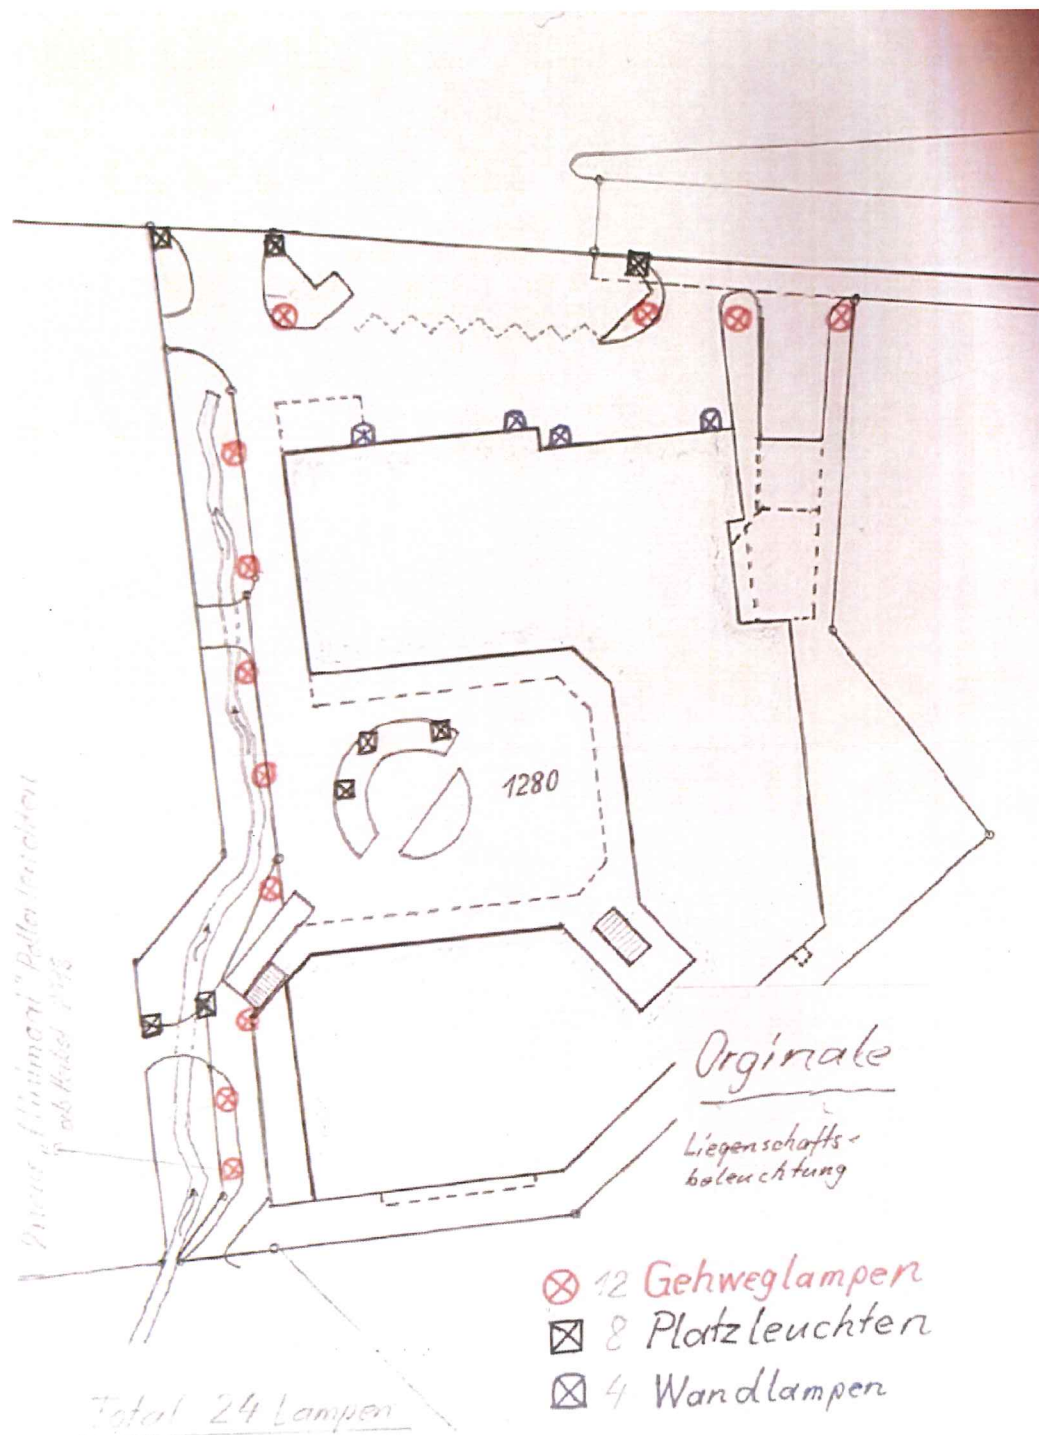 1280
Orginale
Liegenschafts-
beleuchtung
12 Gehweglampen
8 Platzleuchten
4 Wandlampen
Total 24 Lampen